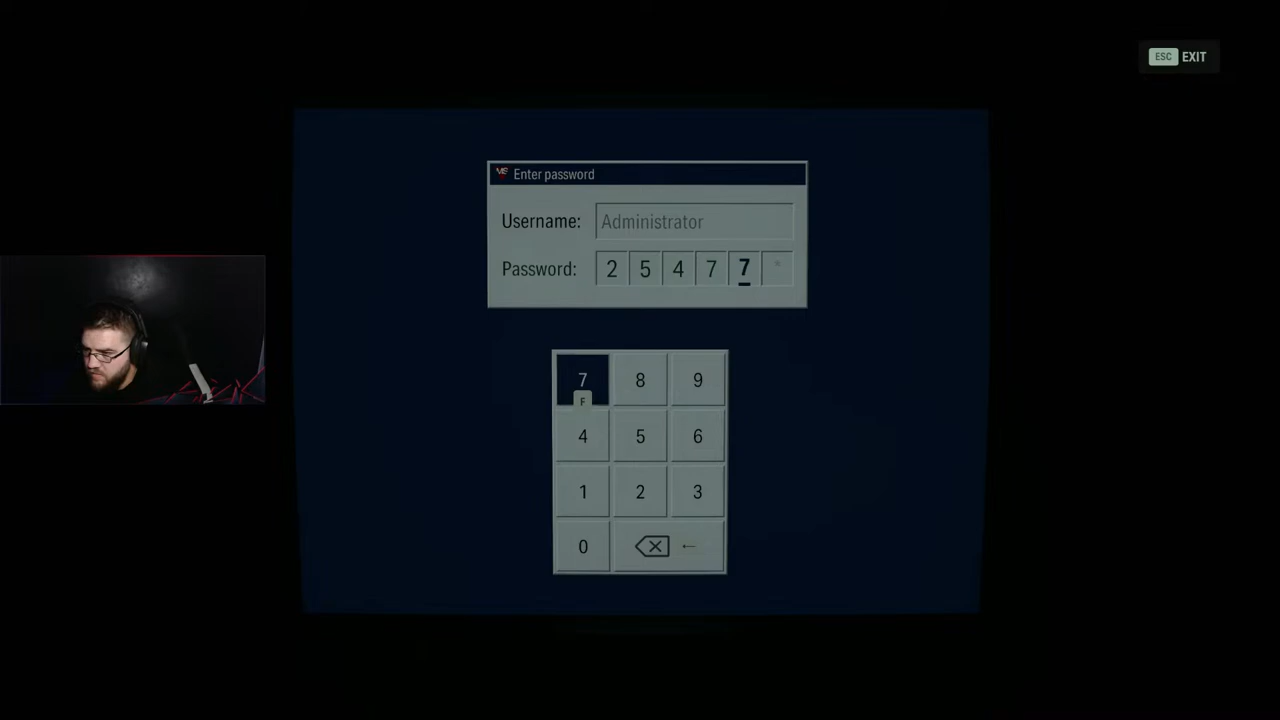 ESC EXIT
Enter password
Username: Administrator
Password: 2 5 4 7 7 *
7 8 9
F
4 5 6
1 2 3
0 ←